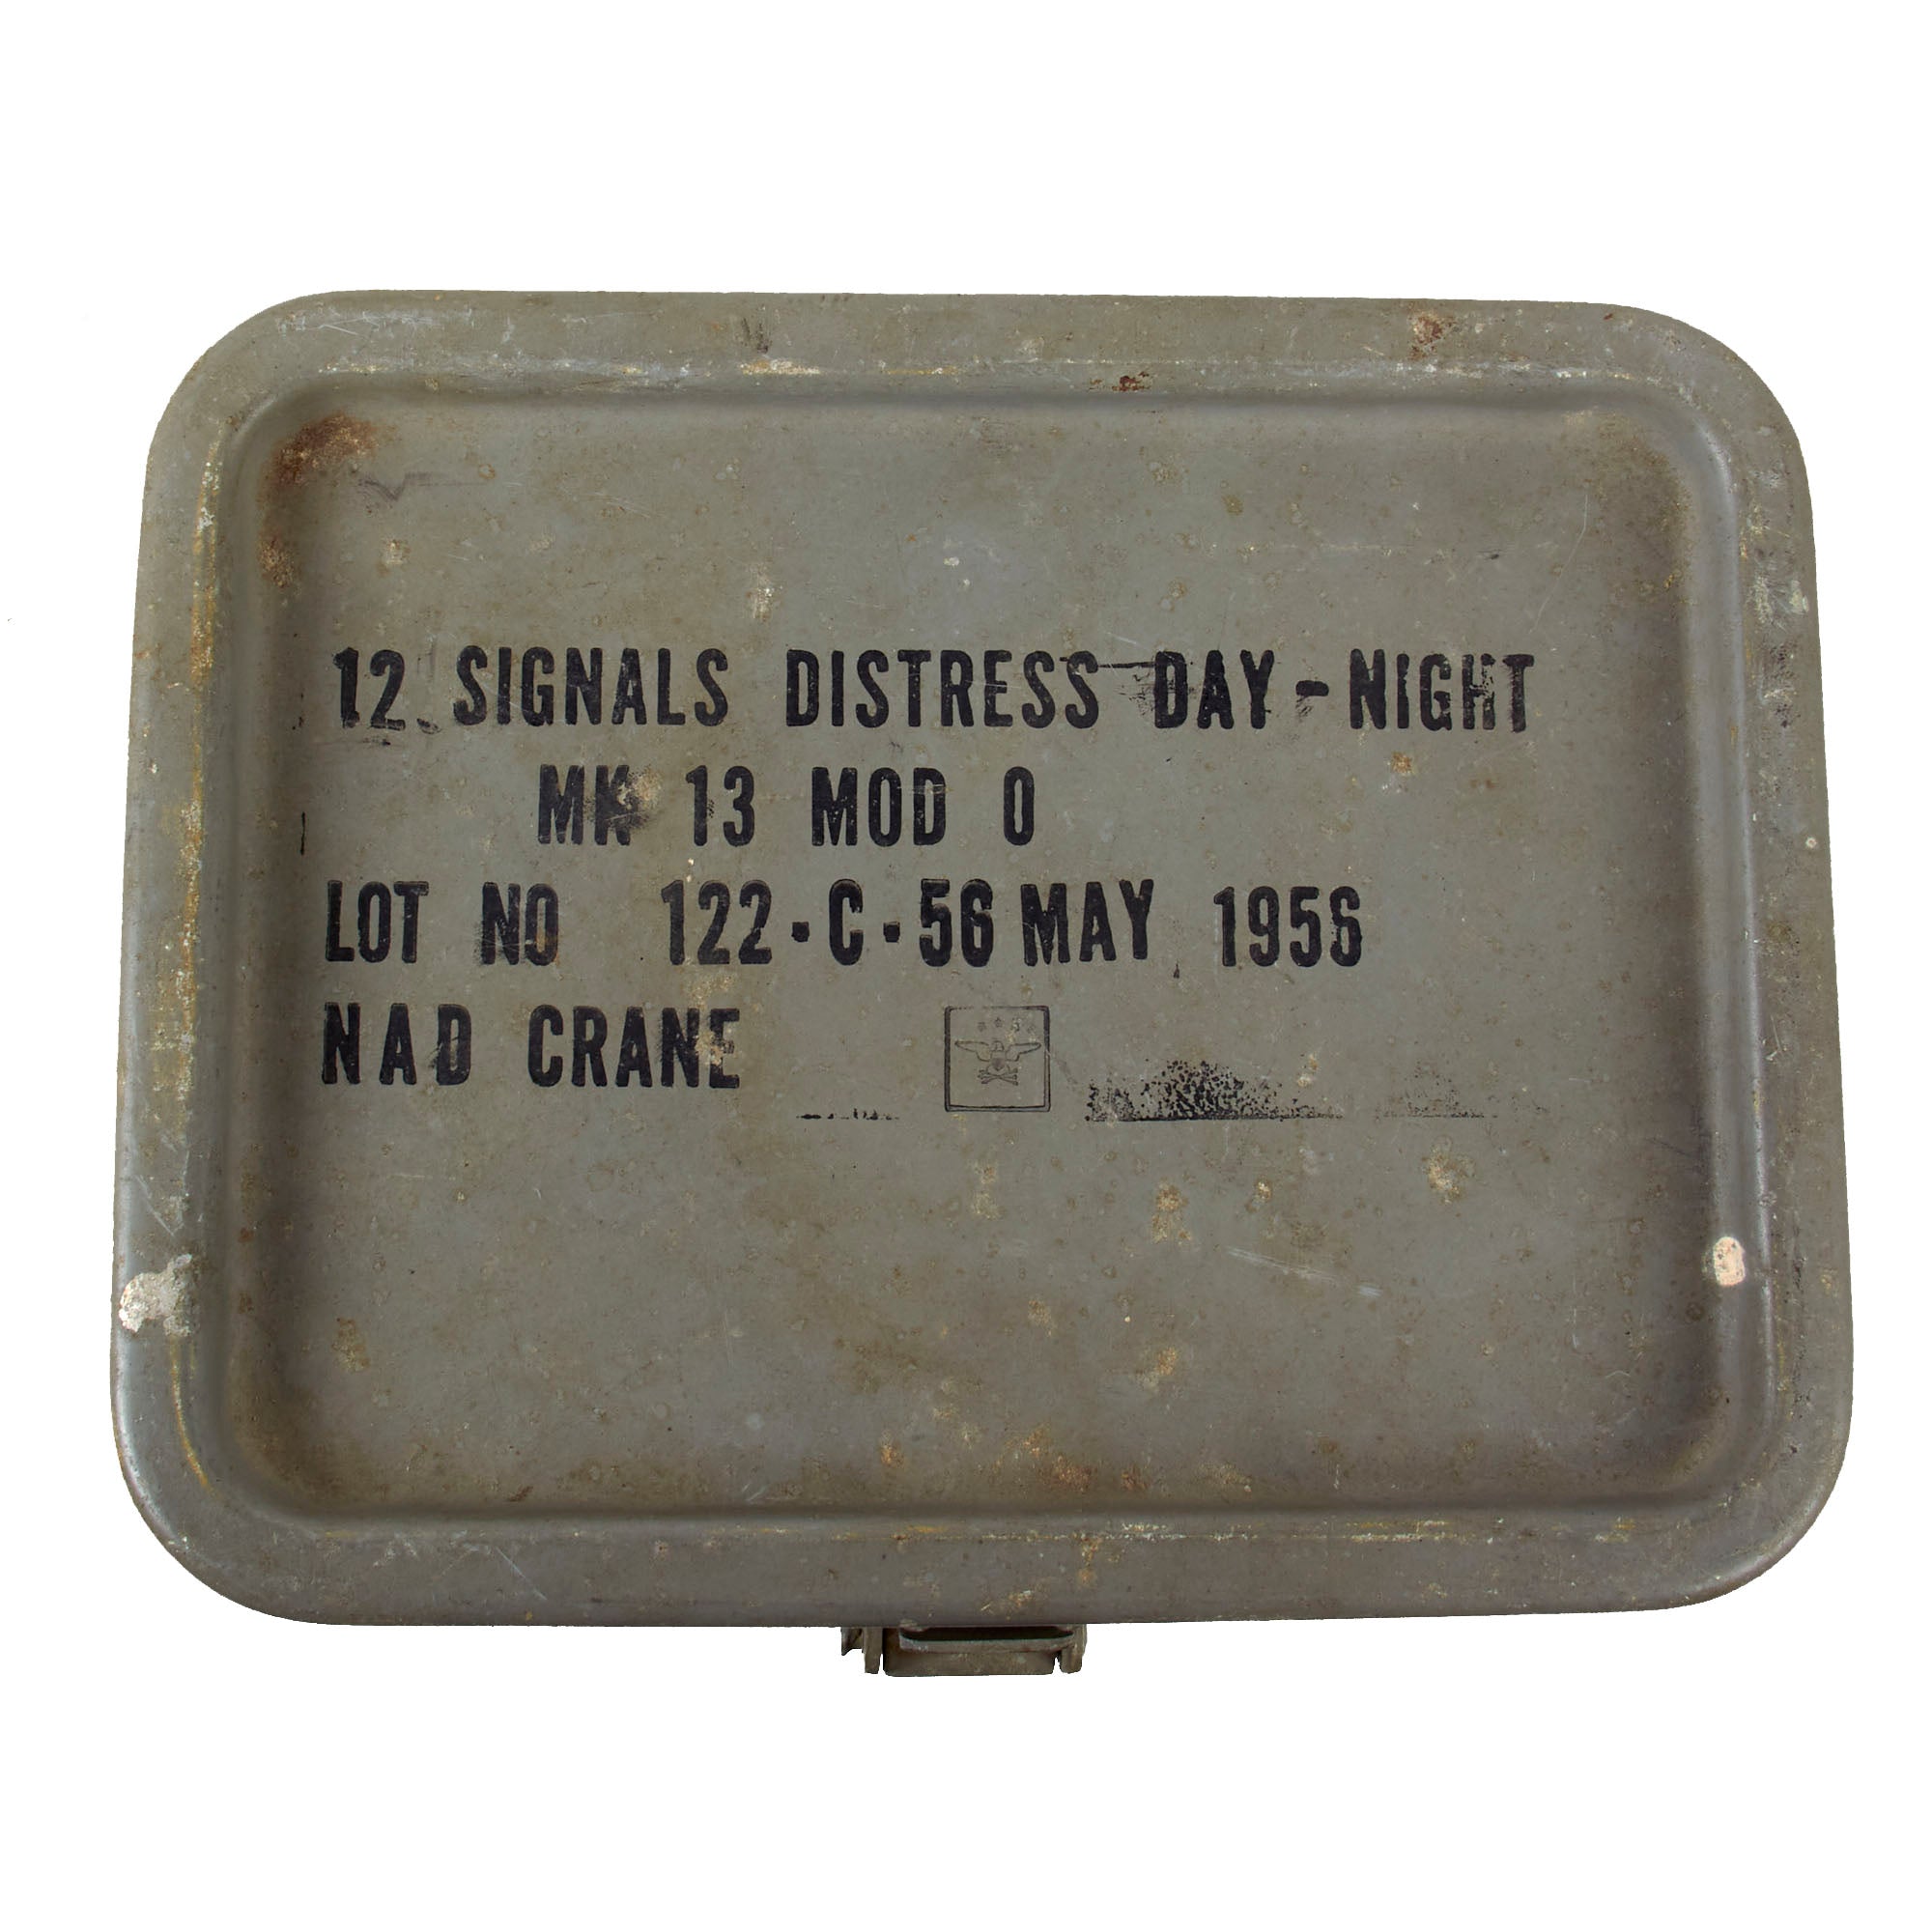 12 SIGNALS DISTRESS DAY-NIGHT
MK 13 MOD 0
LOT NO 122-C-56 MAY 1956
NAD CRANE